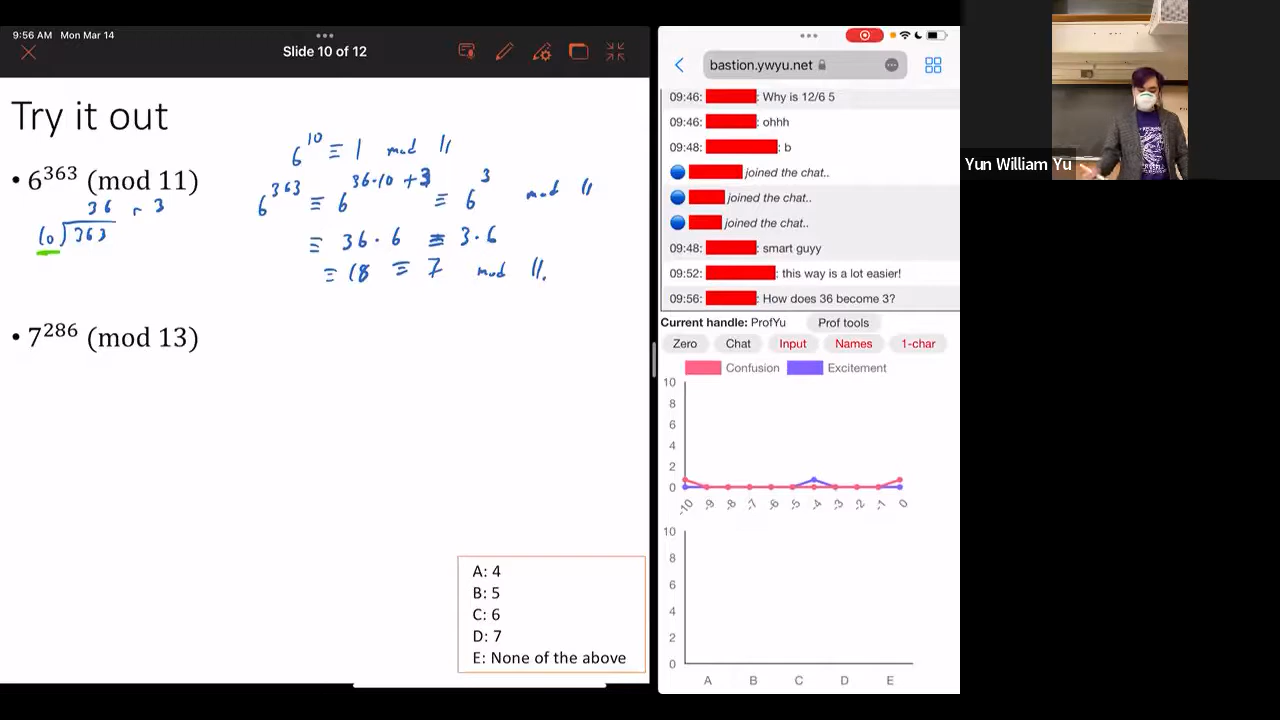 9:56 AM Mon Mar 14
Slide 10 of 12
Try it out
6^10 ≡ 1 mod 11
• 6^363 (mod 11)
36 r 3
10) 363
6^363 ≡ 6^36·10 + 3 ≡ 6^3 mod 11
≡ 36 · 6 ≡ 3 · 6
≡ 18 ≡ 7 mod 11.
• 7^286 (mod 13)
A: 4
B: 5
C: 6
D: 7
E: None of the above
bastion.ywyu.net
09:46: : Why is 12/6 5
09:46: : ohhh
09:48: : b
joined the chat..
joined the chat..
joined the chat..
09:48: : smart guyy
09:52: : this way is a lot easier!
09:56: : How does 36 become 3?
Current handle: ProfYu Prof tools
Zero Chat Input Names 1-char
Confusion Excitement
10
8
6
4
2
0
-10 -9 -8 -7 -6 -5 -4 -3 -2 -1 0
10
8
6
4
2
0
A B C D E
Yun William Yu